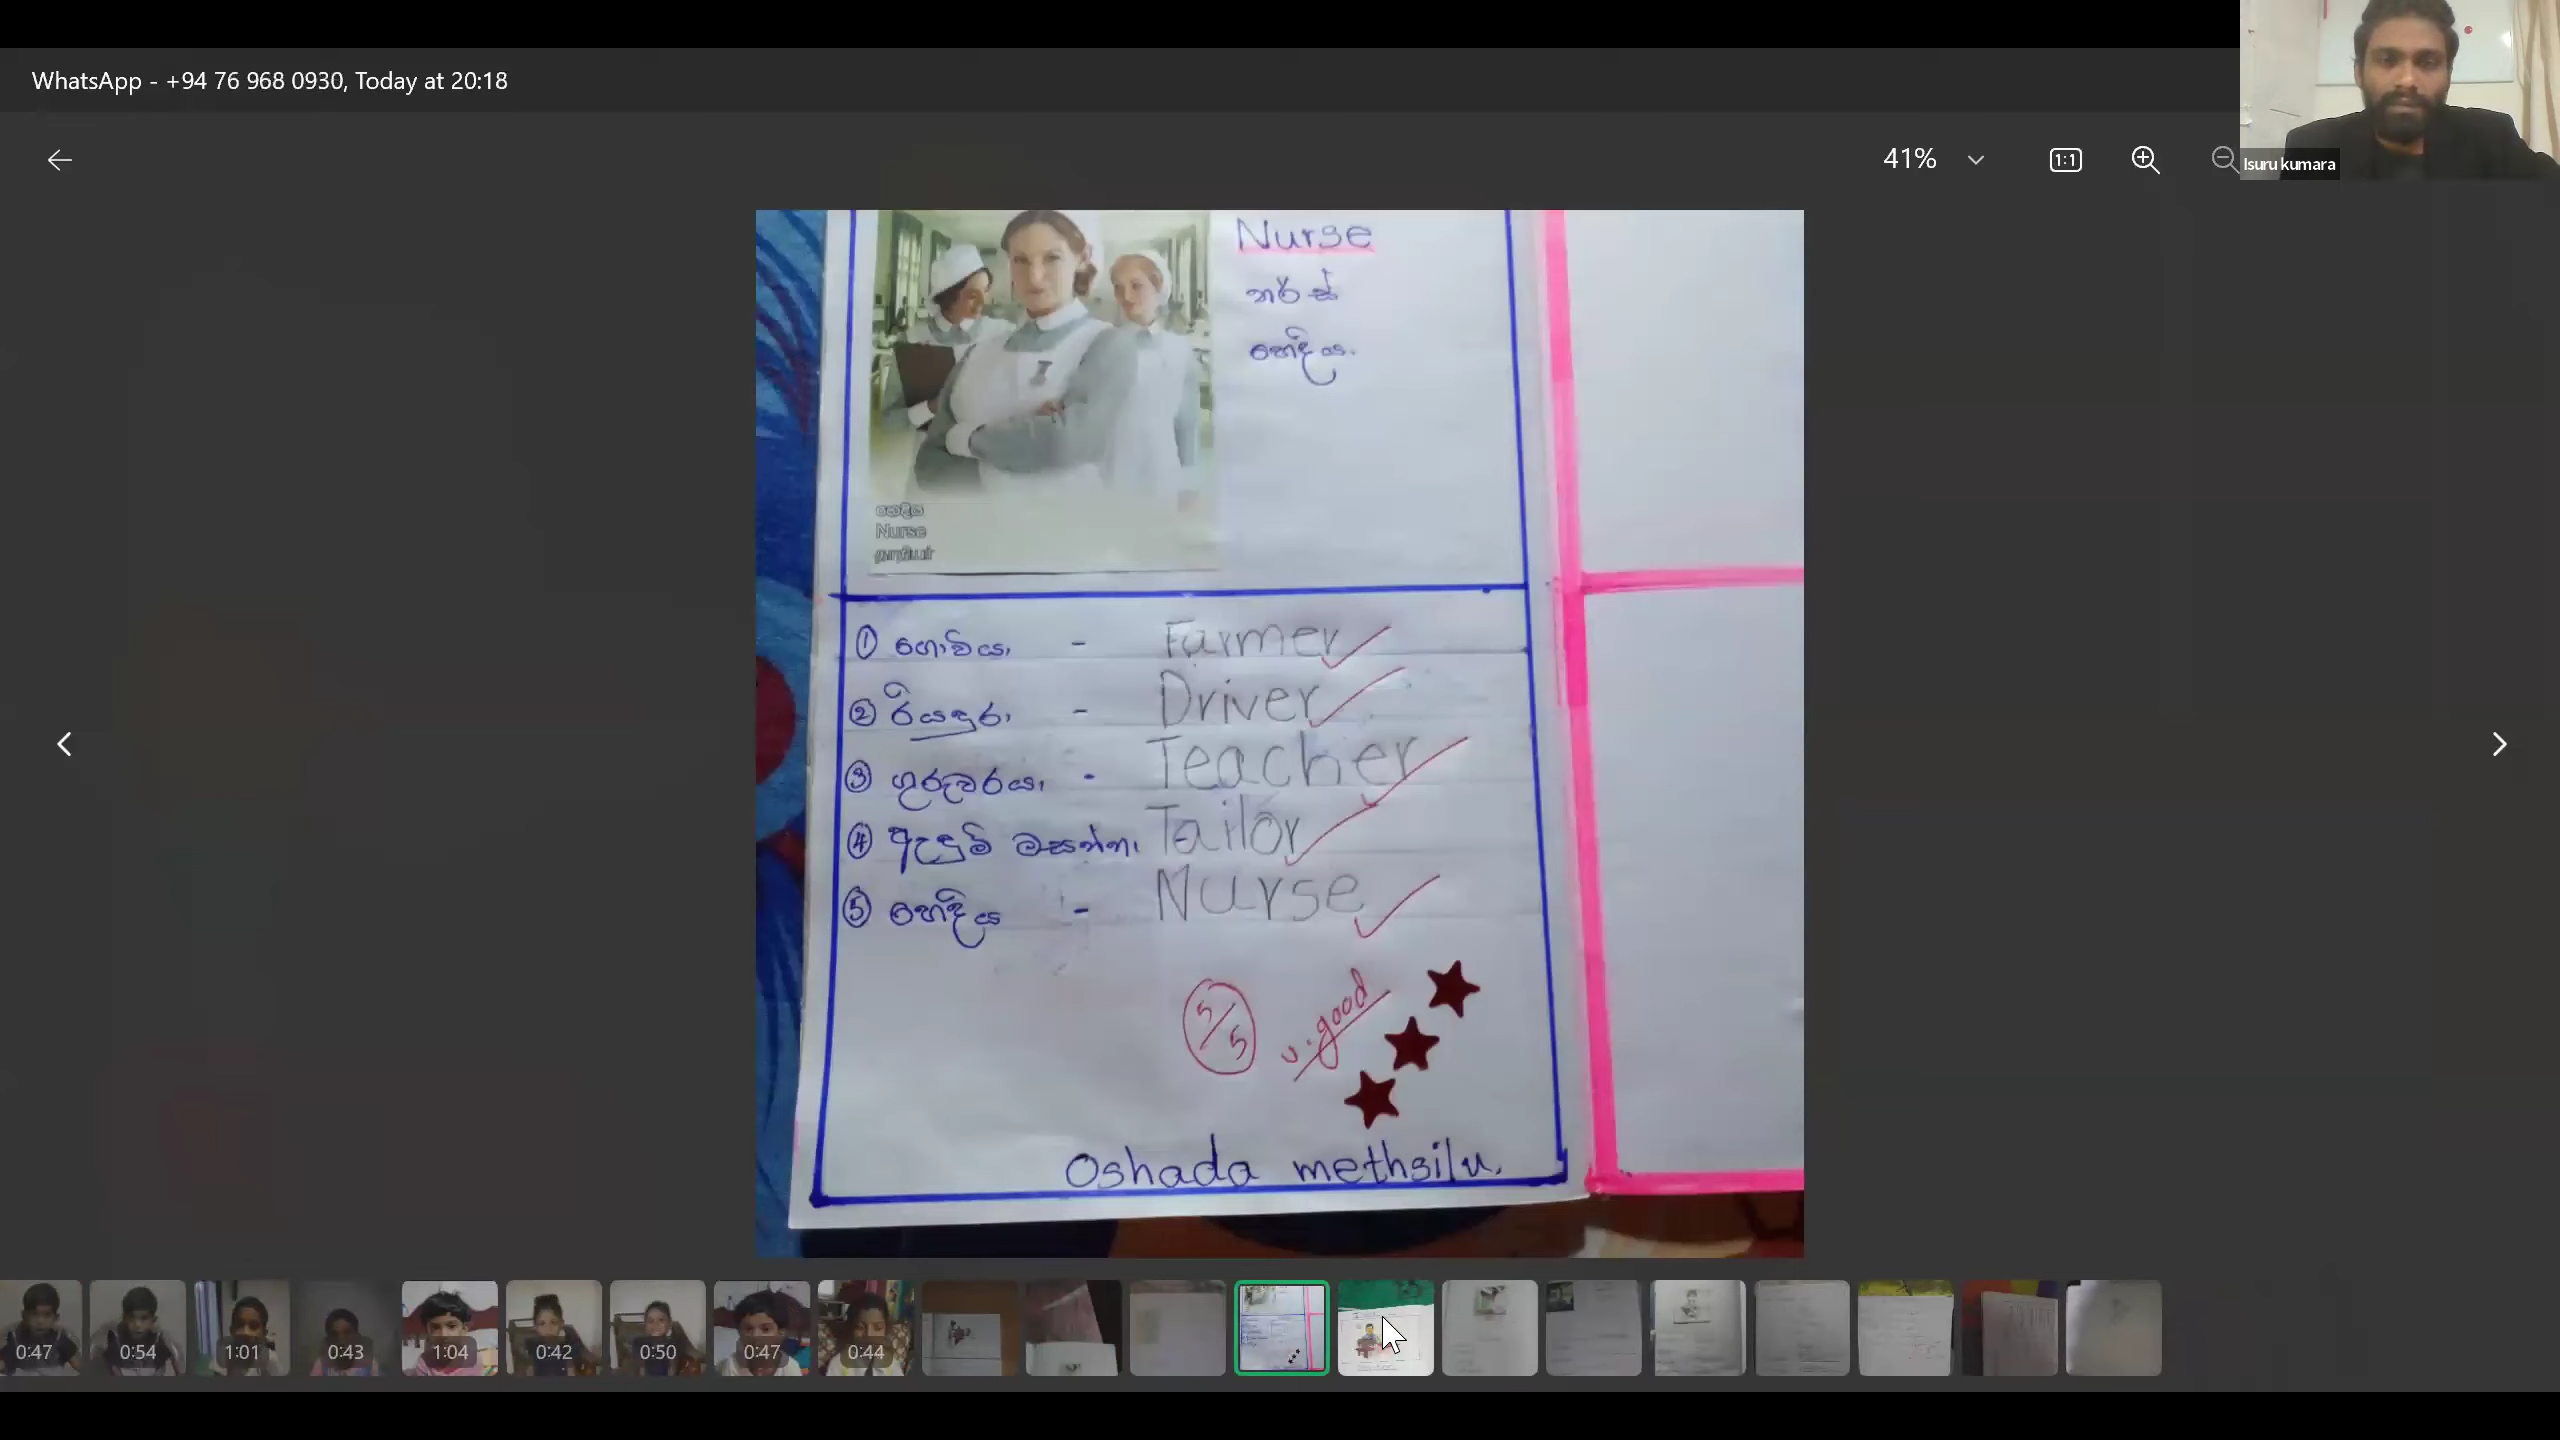 WhatsApp - +94 76 968 0930, Today at 20:18
41%
1:1
Isuru kumara
Nurse
නර්ස්
හෙදිය.
හෙදිය
Nurse
① ගොවියා - Farmer
② රියදුරා - Driver
③ ගුරුවරයා - Teacher
④ ඇඳුම් මසන්නා Tailor
⑤ හෙදිය - Nurse
5/5
v.good
Oshada methsilu.
0:47
0:54
1:01
0:43
1:04
0:42
0:50
0:47
0:44